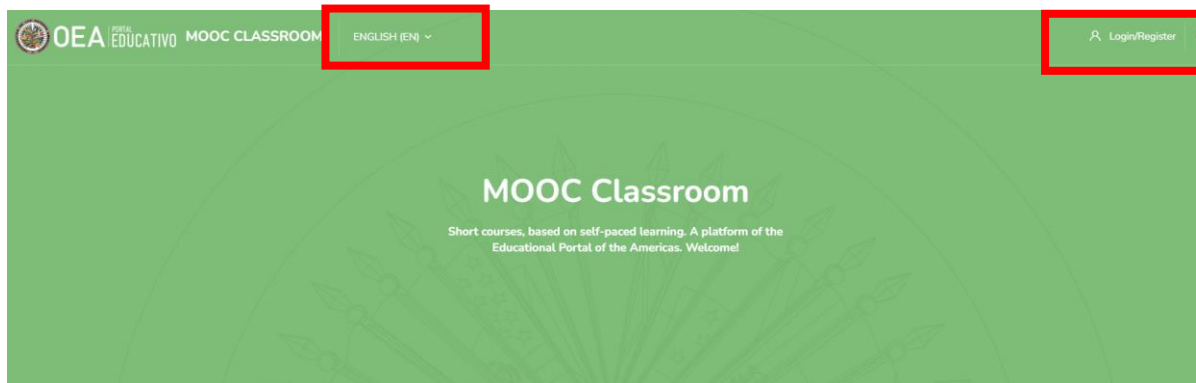 OEA PORTAL EDUCATIVO MOOC CLASSROOM ENGLISH (EN) Login/Register
MOOC Classroom
Short courses, based on self-paced learning. A platform of the
Educational Portal of the Americas. Welcome!